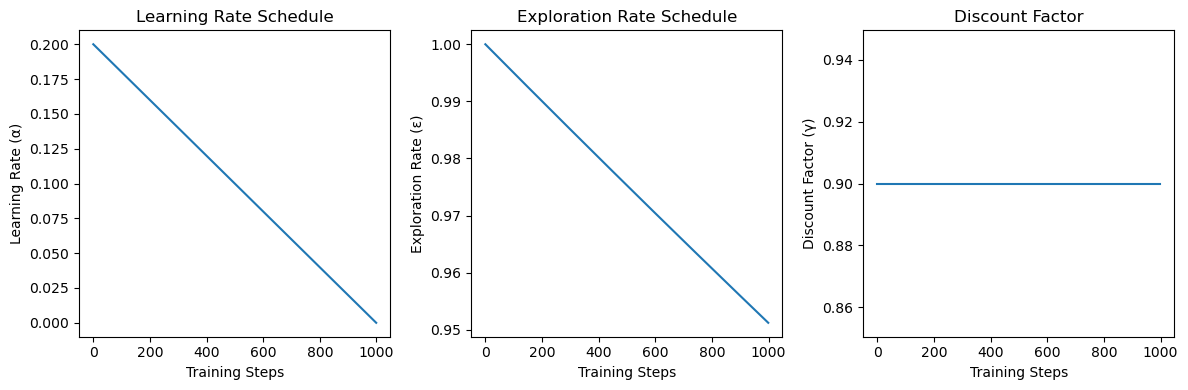 Learning Rate Schedule
Learning Rate (α)
0.200
0.175
0.150
0.125
0.100
0.075
0.050
0.025
0.000
0 200 400 600 800 1000
Training Steps
Exploration Rate Schedule
Exploration Rate (ε)
1.00
0.99
0.98
0.97
0.96
0.95
0 200 400 600 800 1000
Training Steps
Discount Factor
Discount Factor (γ)
0.94
0.92
0.90
0.88
0.86
0 200 400 600 800 1000
Training Steps